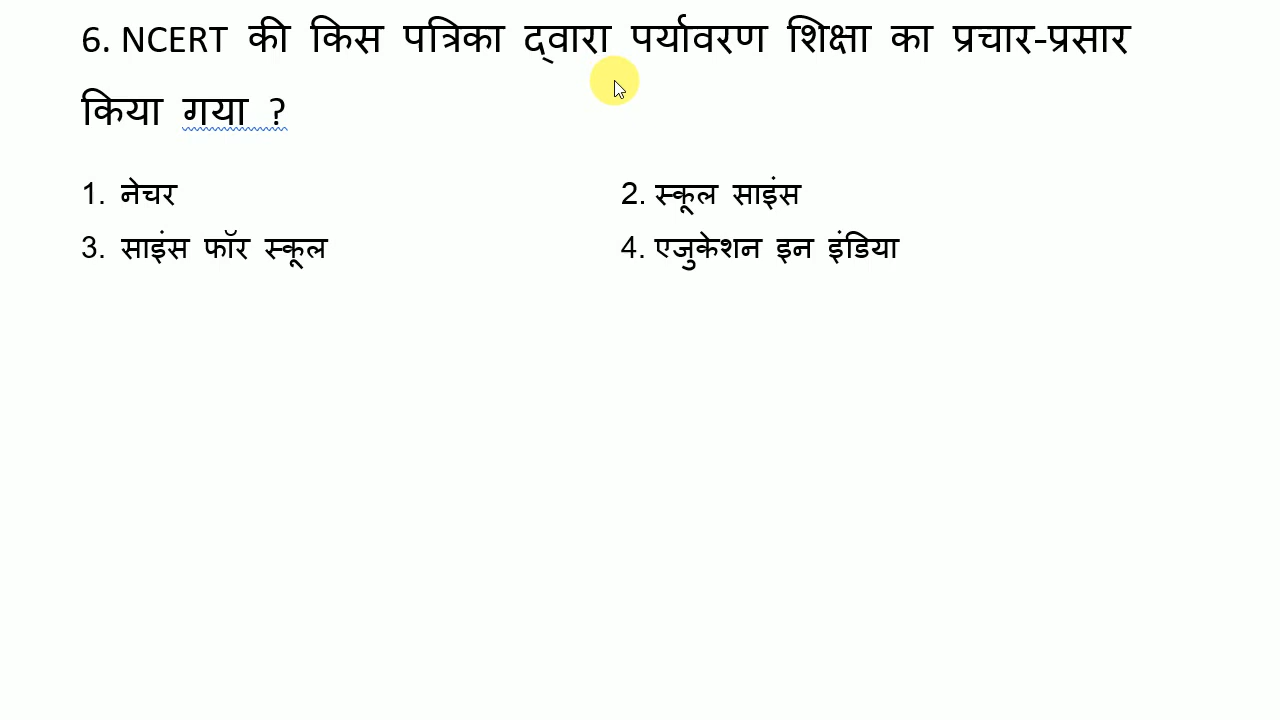 6. NCERT की किस पत्रिका द्वारा पर्यावरण शिक्षा का प्रचार-प्रसार
किया गया ?
1. नेचर 2. स्कूल साइंस
3. साइंस फॉर स्कूल 4. एजुकेशन इन इंडिया